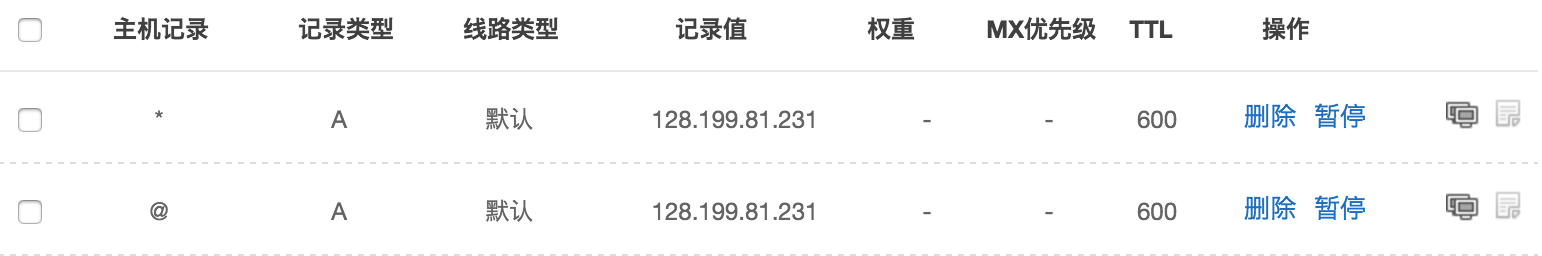 主机记录 记录类型 线路类型 记录值 权重 MX优先级 TTL 操作
* A 默认 128.199.81.231 - - 600 删除 暂停
@ A 默认 128.199.81.231 - - 600 删除 暂停